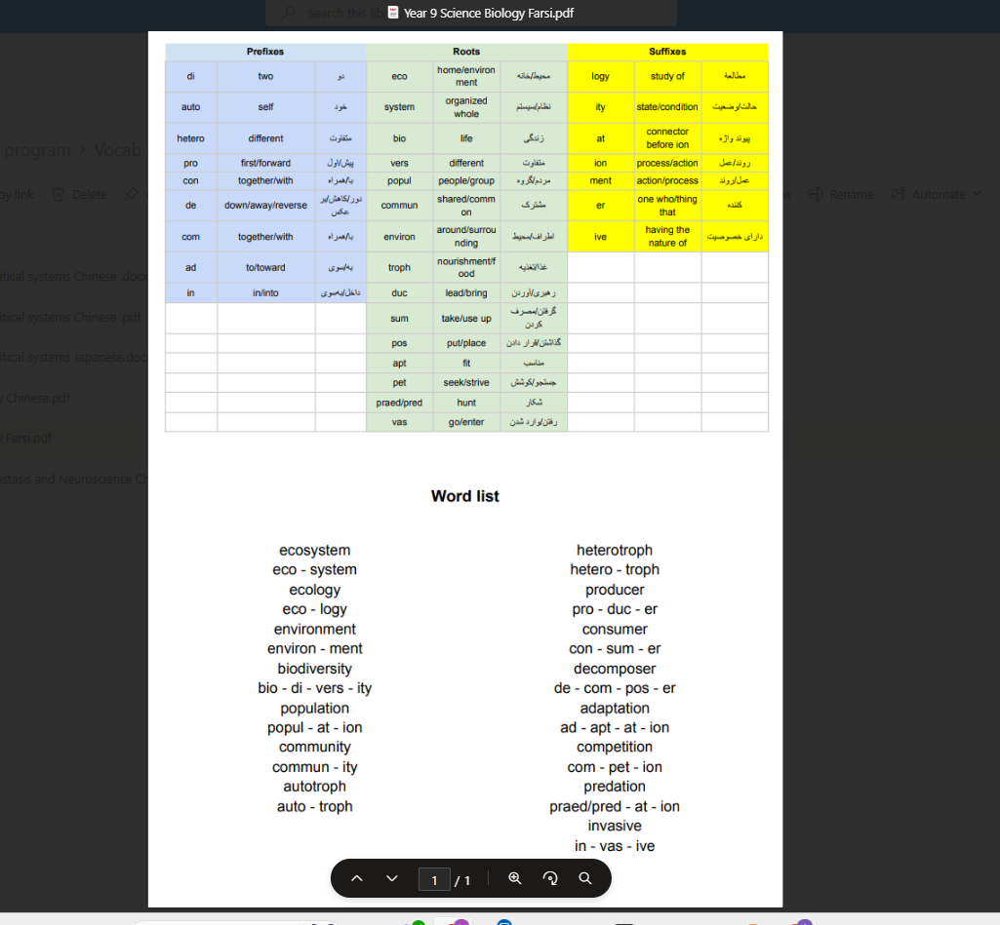 Search this lib
Year 9 Science Biology Farsi.pdf
program > Vocab
py link Delete
w Rename Automate
itical systems Chinese .docx
itical systems Chinese .pdf
itical systems Japanese.doc
y Chinese.pdf
y Farsi.pdf
ostasis and Neuroscience Ch
Prefixes Roots Suffixes
di two دو eco home/environ ment محیط/خانه logy study of مطالعهٔ
auto self خود system organized whole نظام/سیستم ity state/condition حالت/وضعیت
hetero different متفاوت bio life زندگی at connector before ion پیوند واژه
pro first/forward پیش/اول vers different متفاوت ion process/action روند/عمل
con together/with با/همراه popul people/group مردم/گروه ment action/process عمل/روند
de down/away/reverse دور/کاهش/بر عکس commun shared/comm on مشترک er one who/thing that کننده
com together/with با/همراه environ around/surrou nding اطراف/محیط ive having the nature of دارای خصوصیت
ad to/toward به/سوی troph nourishment/f ood غذا/تغذیه
in in/into داخل/به‌سوی duc lead/bring رهبری/آوردن
sum take/use up گرفتن/مصرف کردن
pos put/place گذاشتن/قرار دادن
apt fit مناسب
pet seek/strive جستجو/کوشش
praed/pred hunt شکار
vas go/enter رفتن/وارد شدن
Word list
ecosystem
eco - system
ecology
eco - logy
environment
environ - ment
biodiversity
bio - di - vers - ity
population
popul - at - ion
community
commun - ity
autotroph
auto - troph
heterotroph
hetero - troph
producer
pro - duc - er
consumer
con - sum - er
decomposer
de - com - pos - er
adaptation
ad - apt - at - ion
competition
com - pet - ion
predation
praed/pred - at - ion
invasive
in - vas - ive
1 / 1